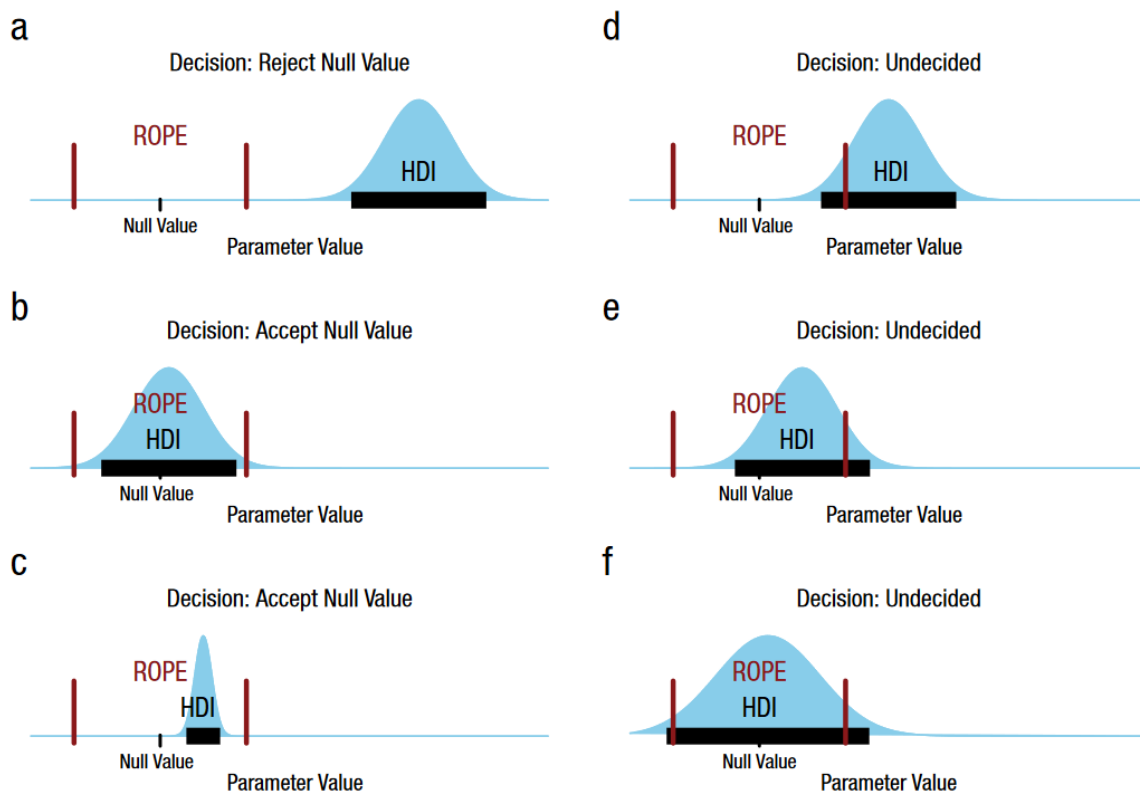 a
Decision: Reject Null Value
ROPE
HDI
Null Value
Parameter Value
b
Decision: Accept Null Value
ROPE
HDI
Null Value
Parameter Value
c
Decision: Accept Null Value
ROPE
HDI
Null Value
Parameter Value
d
Decision: Undecided
ROPE
HDI
Null Value
Parameter Value
e
Decision: Undecided
ROPE
HDI
Null Value
Parameter Value
f
Decision: Undecided
ROPE
HDI
Null Value
Parameter Value